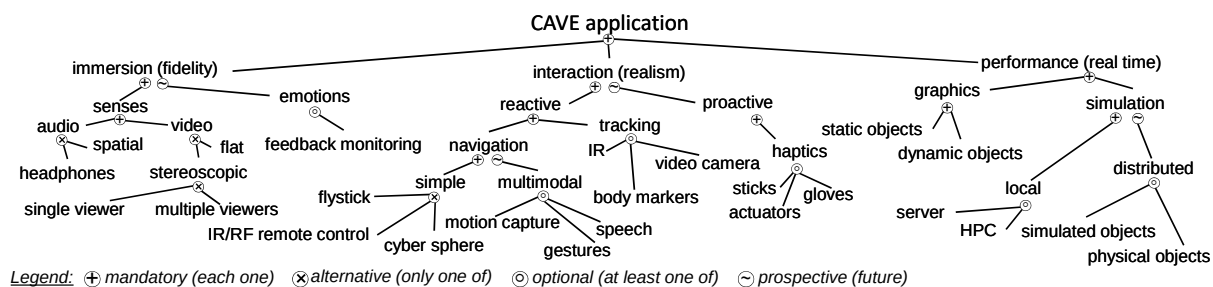 CAVE application
immersion (fidelity)
interaction (realism)
performance (real time)
senses
emotions
reactive
proactive
graphics
simulation
audio
video
spatial
flat
feedback monitoring
navigation
tracking
IR
video camera
static objects
dynamic objects
headphones
stereoscopic
simple
multimodal
haptics
distributed
single viewer
multiple viewers
flystick
body markers
sticks
gloves
actuators
local
server
HPC
IR/RF remote control
cyber sphere
motion capture
speech
gestures
simulated objects
physical objects
Legend: + mandatory (each one) × alternative (only one of) ○ optional (at least one of) ~ prospective (future)